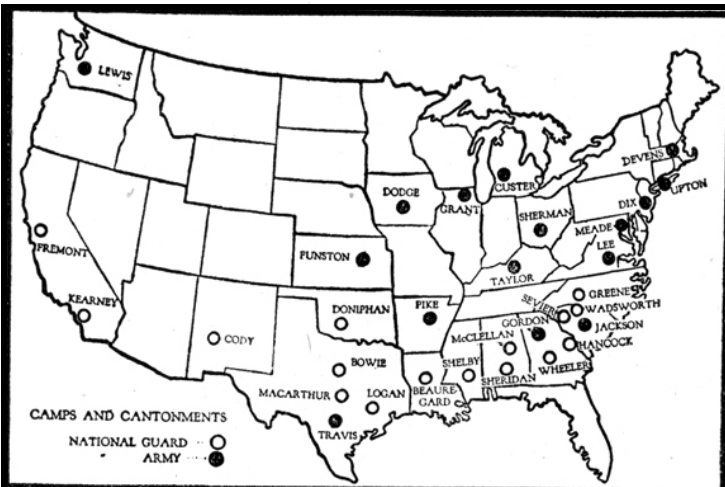 LEWIS
DEVENS
UPTON
DODGE
GRANT
CUSTER
SHERMAN
DIX
MEADE
LEE
FREMONT
FUNSTON
TAYLOR
KEARNEY
CODY
DONIPHAN
PIKE
SEVIER
GREENE
WADSWORTH
GORDON
JACKSON
McCLELLAN
HANCOCK
BOWIE
SHELBY
WHEELER
MACARTHUR
LOGAN
BEAURE-
GARD
SHERIDAN
TRAVIS
CAMPS AND CANTONMENTS
NATIONAL GUARD
ARMY